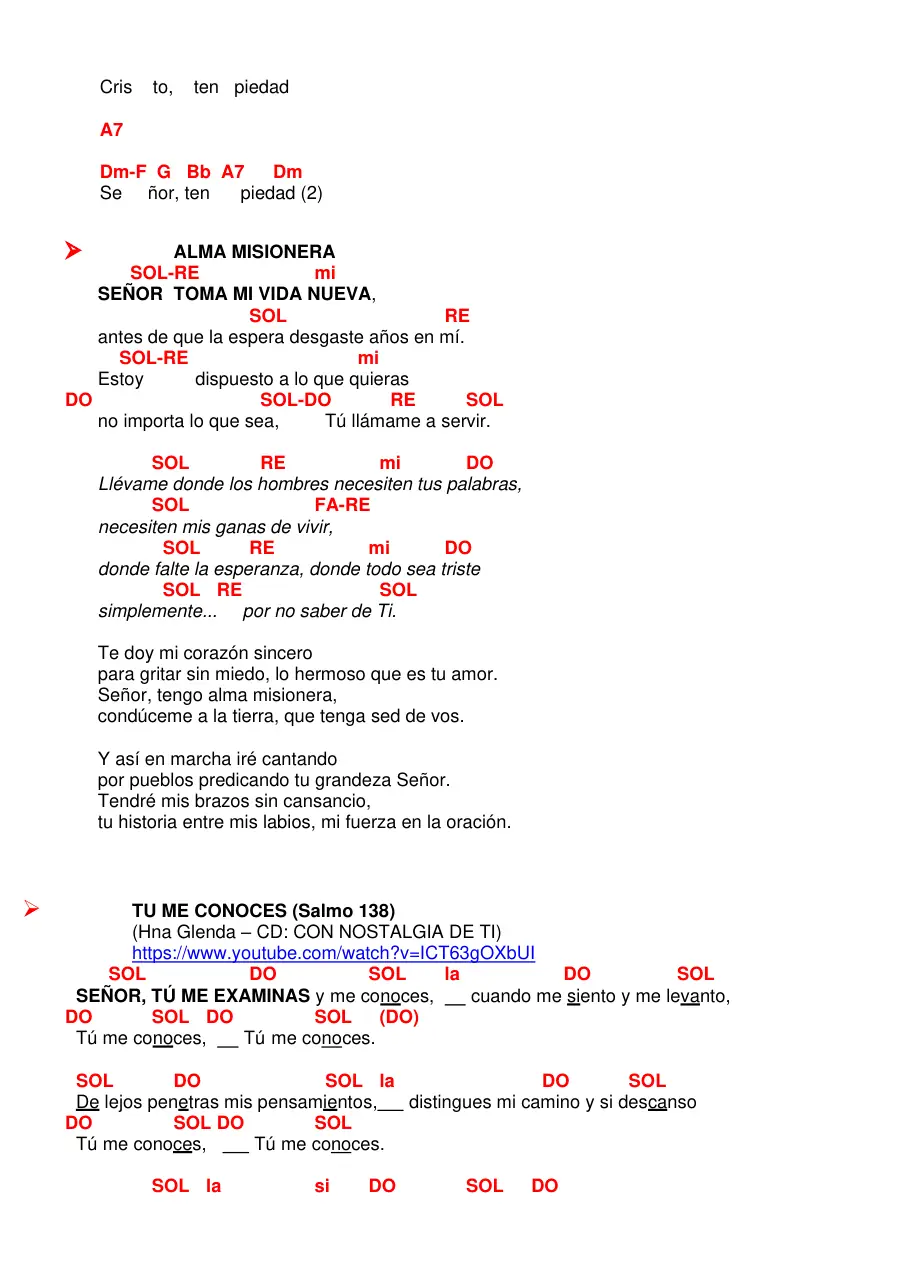 Cris to, ten piedad
A7
Dm-F G Bb A7 Dm
Se ñor, ten piedad (2)
ALMA MISIONERA
SOL-RE mi
SEÑOR TOMA MI VIDA NUEVA,
SOL RE
antes de que la espera desgaste años en mí.
SOL-RE mi
Estoy dispuesto a lo que quieras
DO SOL-DO RE SOL
no importa lo que sea, Tú llámame a servir.
SOL RE mi DO
Llévame donde los hombres necesiten tus palabras,
SOL FA-RE
necesiten mis ganas de vivir,
SOL RE mi DO
donde falte la esperanza, donde todo sea triste
SOL RE SOL
simplemente... por no saber de Ti.
Te doy mi corazón sincero
para gritar sin miedo, lo hermoso que es tu amor.
Señor, tengo alma misionera,
condúceme a la tierra, que tenga sed de vos.
Y así en marcha iré cantando
por pueblos predicando tu grandeza Señor.
Tendré mis brazos sin cansancio,
tu historia entre mis labios, mi fuerza en la oración.
TU ME CONOCES (Salmo 138)
(Hna Glenda – CD: CON NOSTALGIA DE TI)
https://www.youtube.com/watch?v=ICT63gOXbUI
SOL DO SOL la DO SOL
SEÑOR, TÚ ME EXAMINAS y me conoces, __ cuando me siento y me levanto,
DO SOL DO SOL (DO)
Tú me conoces, __ Tú me conoces.
SOL DO SOL la DO SOL
De lejos penetras mis pensamientos,___ distingues mi camino y si descanso
DO SOL DO SOL
Tú me conoces, ___ Tú me conoces.
SOL la si DO SOL DO